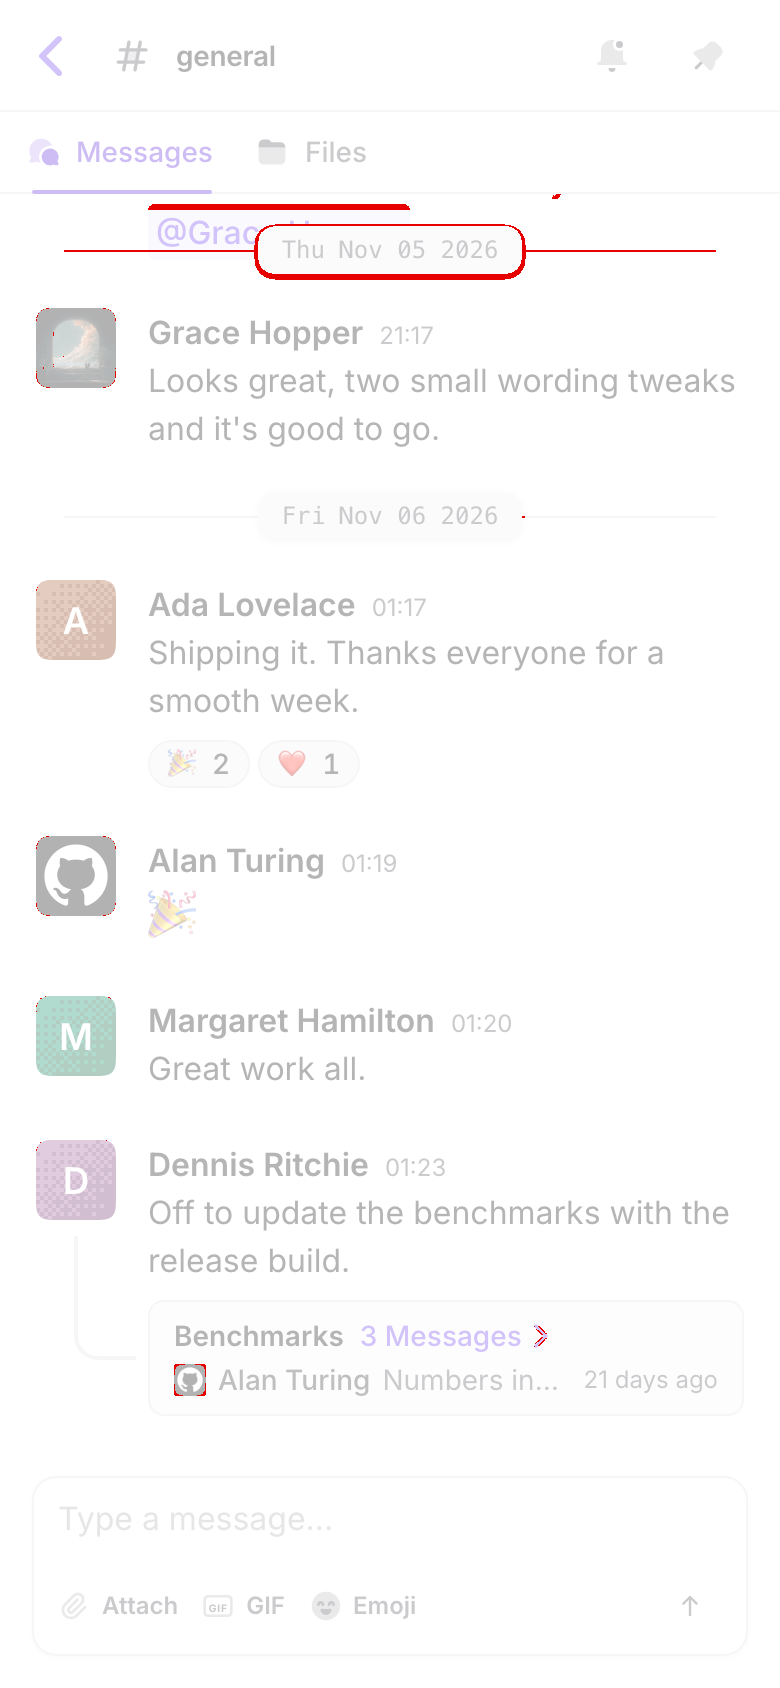 general
Messages Files
Thu Nov 05 2026
Grace Hopper 21:17
Looks great, two small wording tweaks
and it's good to go.
Fri Nov 06 2026
A
Ada Lovelace 01:17
Shipping it. Thanks everyone for a
smooth week.
🎉 2 ❤️ 1
Alan Turing 01:19
🎉
M
Margaret Hamilton 01:20
Great work all.
D
Dennis Ritchie 01:23
Off to update the benchmarks with the
release build.
Benchmarks 3 Messages
Alan Turing Numbers in... 21 days ago
Type a message...
Attach GIF GIF Emoji